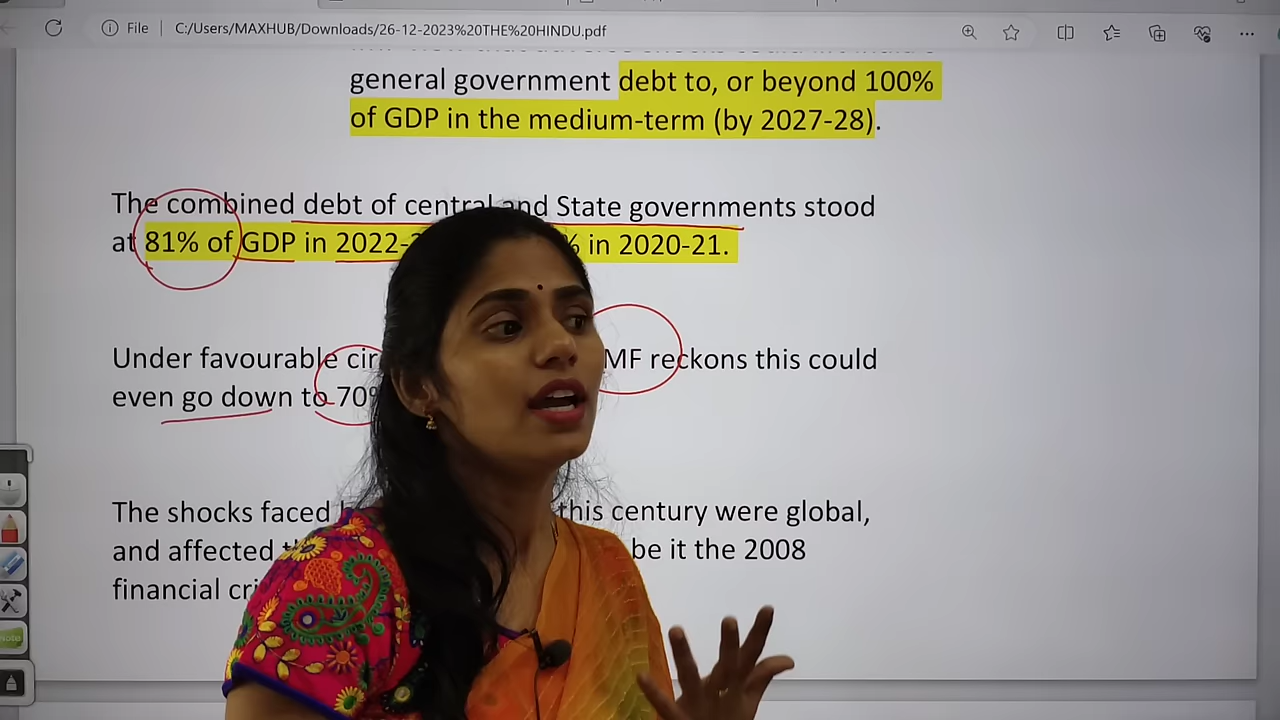 File C:/Users/MAXHUB/Downloads/26-12-2023%20THE%20HINDU.pdf
general government debt to, or beyond 100%
of GDP in the medium-term (by 2027-28).
The combined debt of central and State governments stood
at 81% of GDP in 2022- % in 2020-21.
Under favourable MF reckons this could
even go down to 70%
The shocks faced this century were global,
and affected be it the 2008
financial
Note